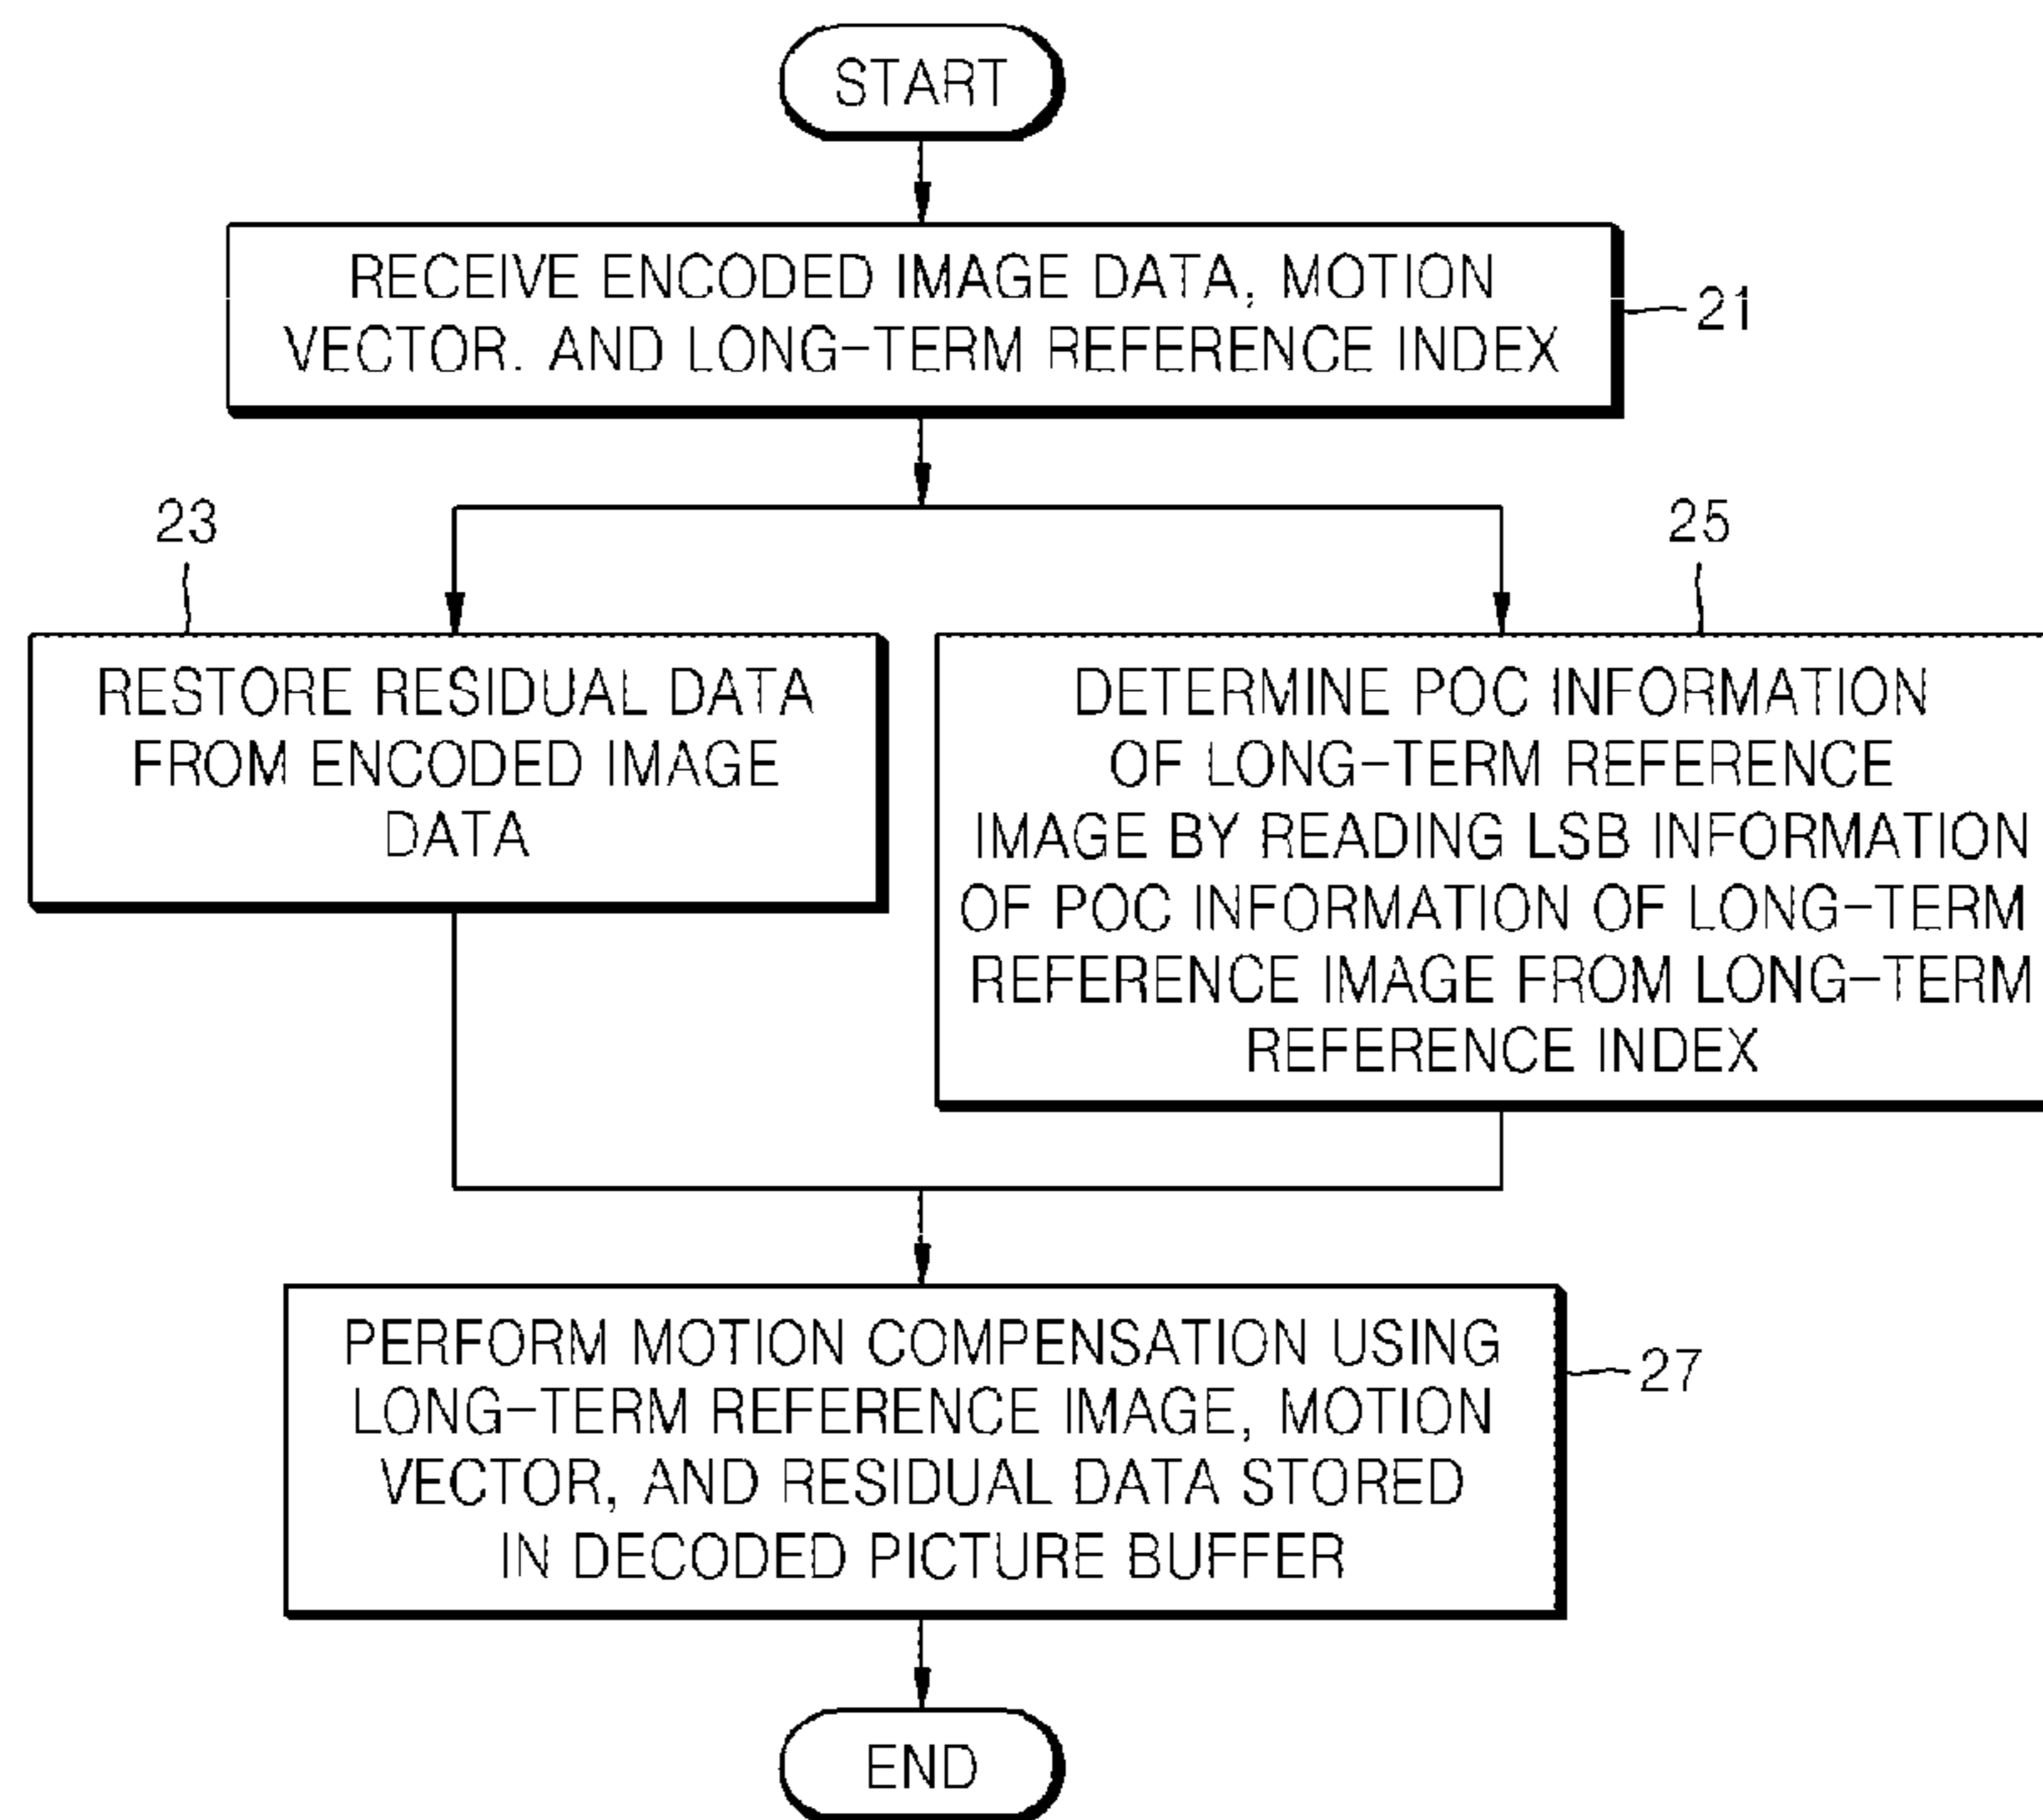 START
RECEIVE ENCODED IMAGE DATA, MOTION
VECTOR. AND LONG-TERM REFERENCE INDEX
21
23
25
RESTORE RESIDUAL DATA
FROM ENCODED IMAGE
DATA
DETERMINE POC INFORMATION
OF LONG-TERM REFERENCE
IMAGE BY READING LSB INFORMATION
OF POC INFORMATION OF LONG-TERM
REFERENCE IMAGE FROM LONG-TERM
REFERENCE INDEX
PERFORM MOTION COMPENSATION USING
LONG-TERM REFERENCE IMAGE, MOTION
VECTOR, AND RESIDUAL DATA STORED
IN DECODED PICTURE BUFFER
27
END